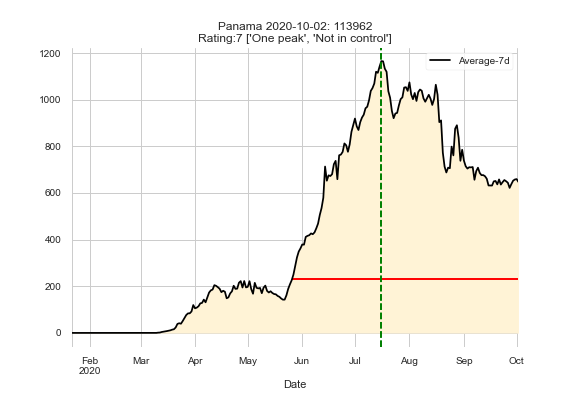 Panama 2020-10-02: 113962
Rating:7 ['One peak', 'Not in control']
Average-7d
1200
1000
800
600
400
200
0
Feb Mar Apr May Jun Jul Aug Sep Oct
2020
Date